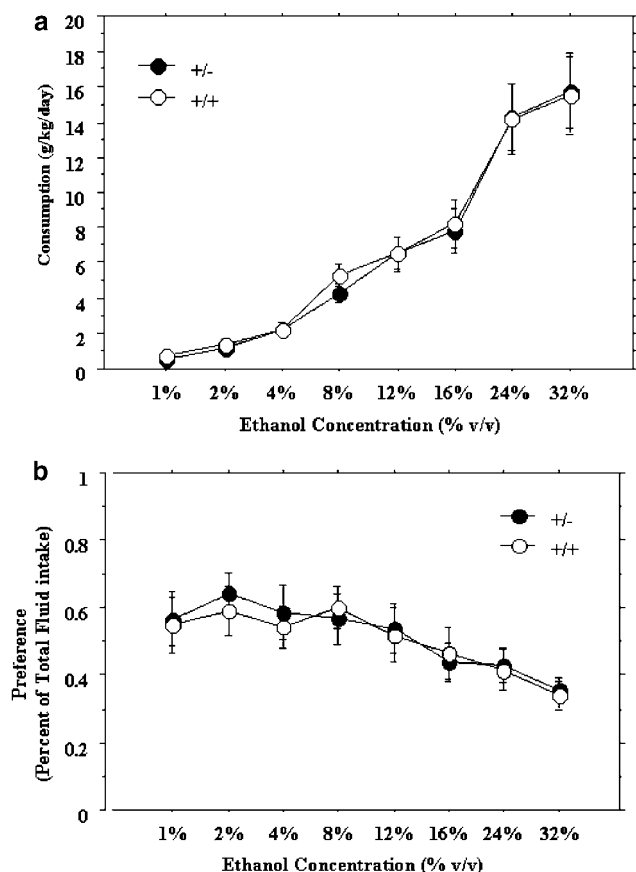 a
20
18
16
14
12
10
8
6
4
2
0
Consumption (g/kg/day)
+/-
+/+
1% 2% 4% 8% 12% 16% 24% 32%
Ethanol Concentration (% v/v)
b
1
0.8
0.6
0.4
0.2
0
Preference
(Percent of Total Fluid intake)
+/-
+/+
1% 2% 4% 8% 12% 16% 24% 32%
Ethanol Concentration (% v/v)